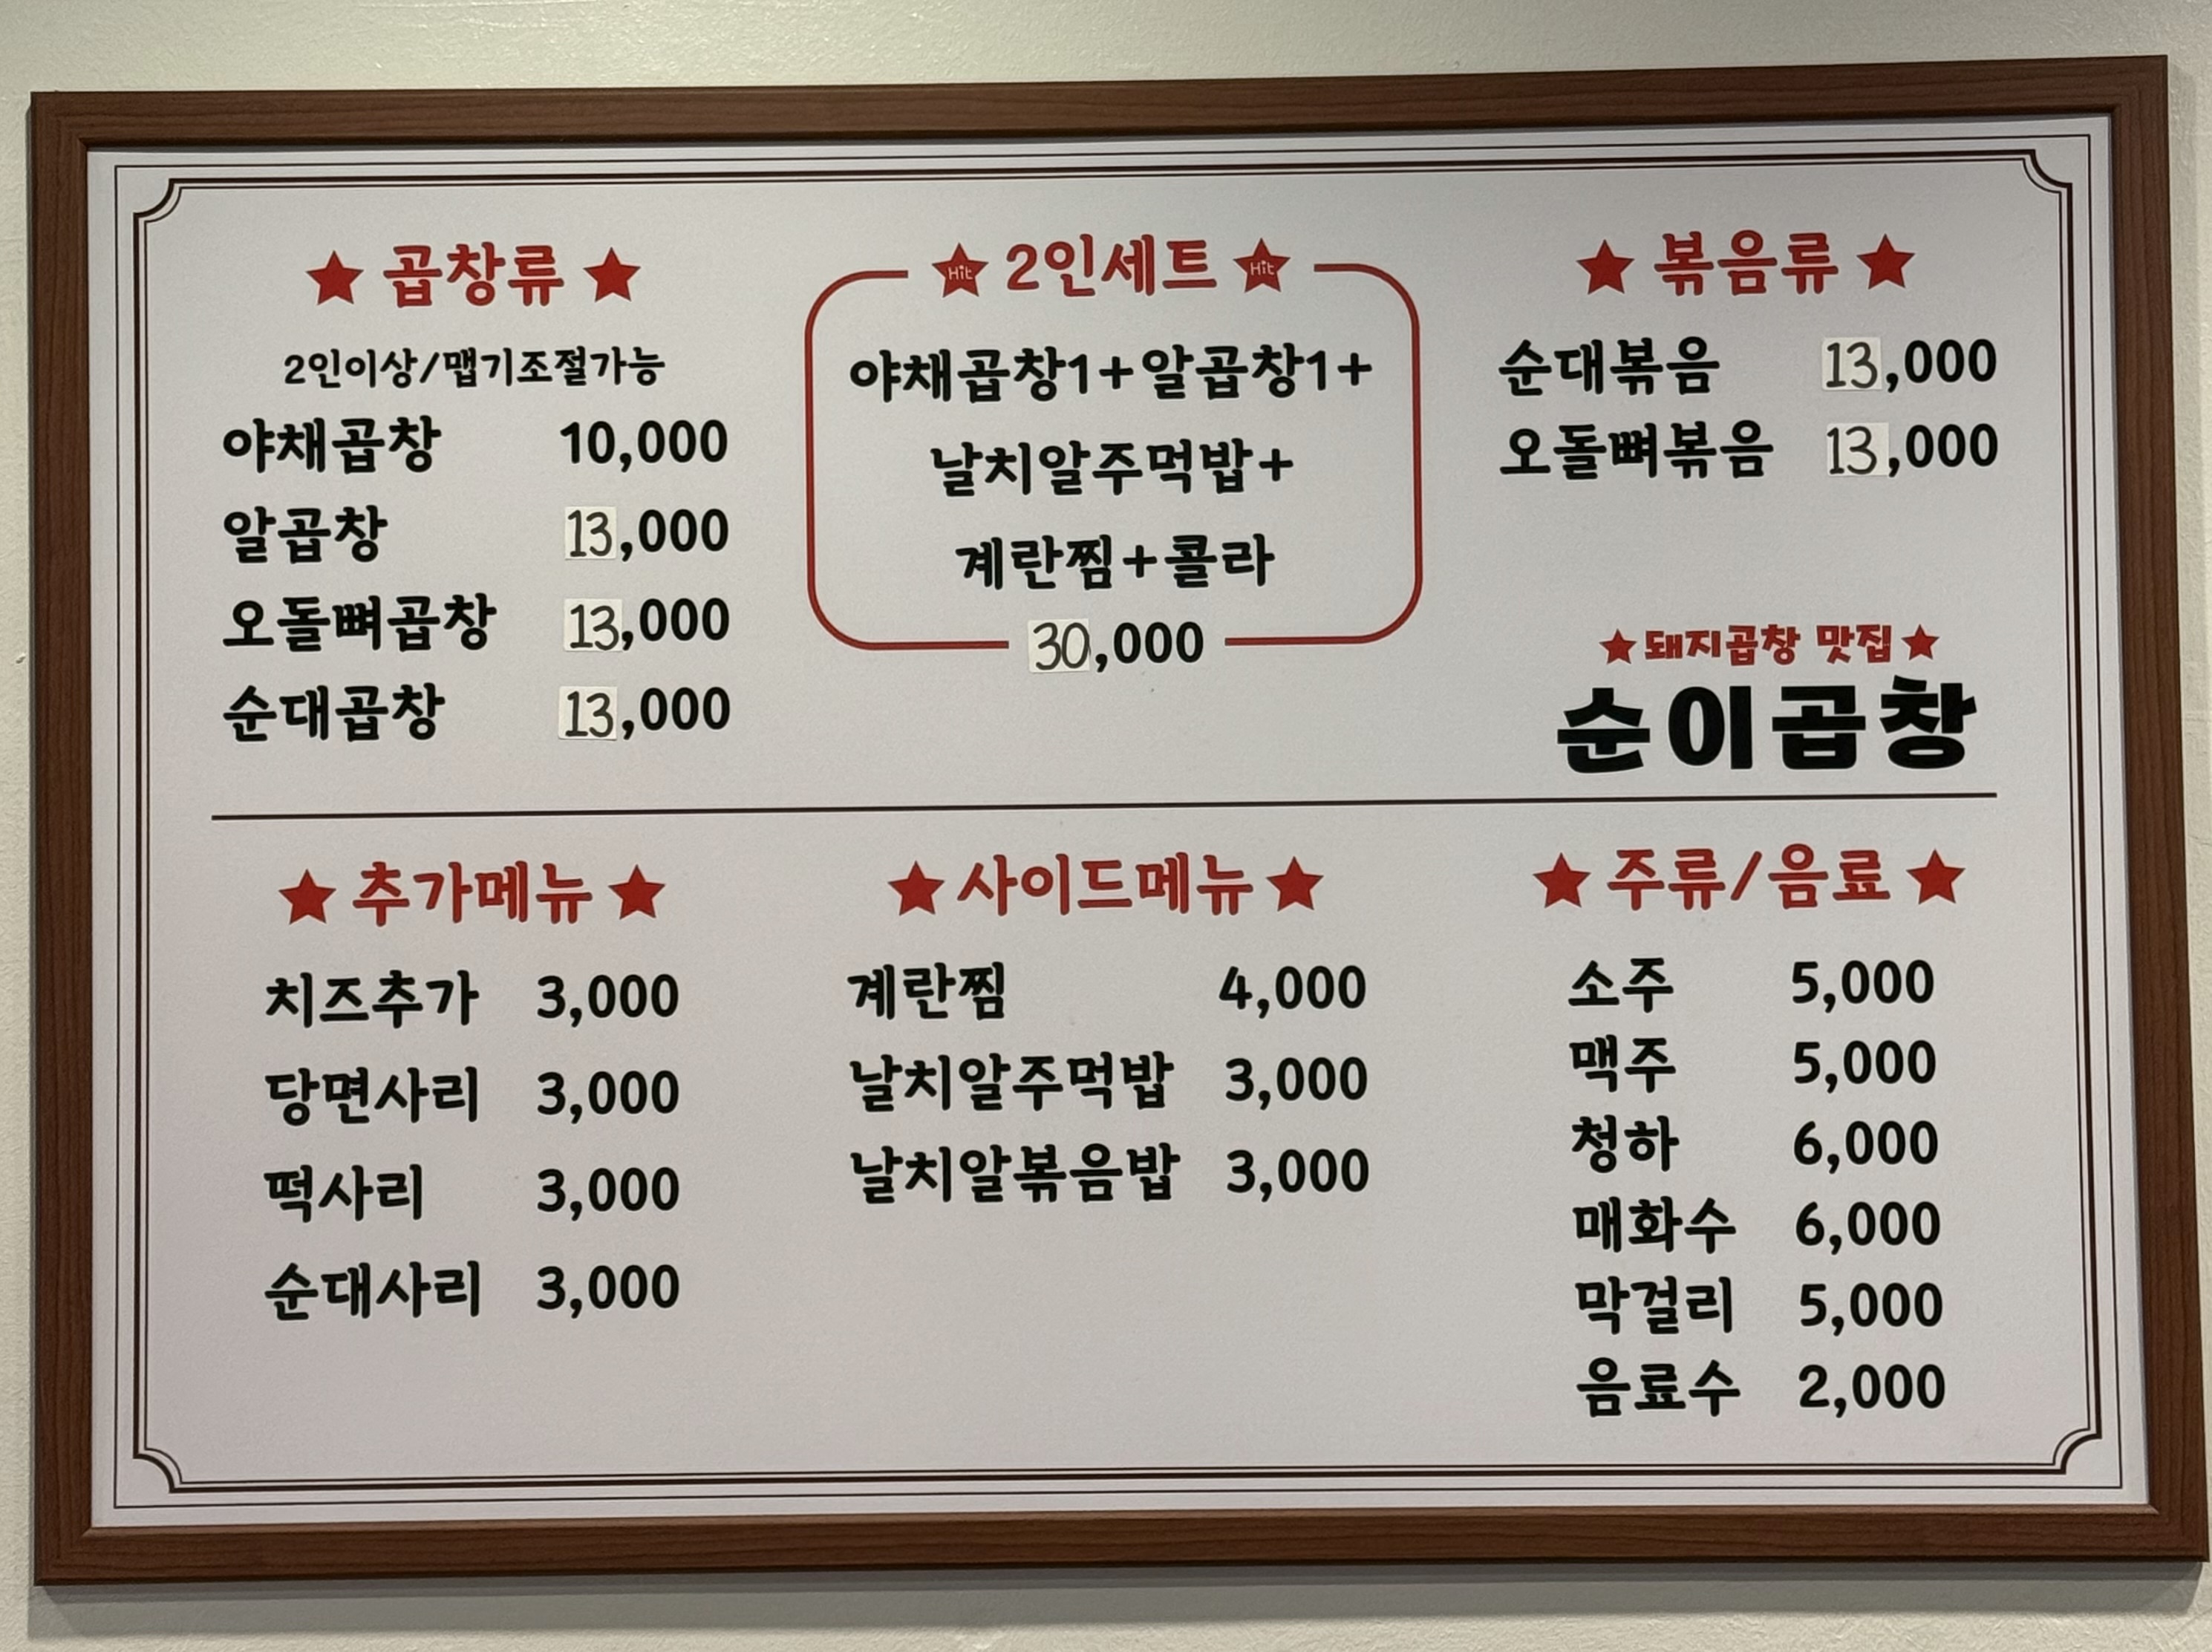 곱창류
2인이상/맵기조절가능
야채곱창 10,000
알곱창 13,000
오돌뼈곱창 13,000
순대곱창 13,000
Hit 2인세트 Hit
야채곱창1+알곱창1+
날치알주먹밥+
계란찜+콜라
30,000
볶음류
순대볶음 13,000
오돌뼈볶음 13,000
돼지곱창 맛집
순이곱창
추가메뉴
치즈추가 3,000
당면사리 3,000
떡사리 3,000
순대사리 3,000
사이드메뉴
계란찜 4,000
날치알주먹밥 3,000
날치알볶음밥 3,000
주류/음료
소주 5,000
맥주 5,000
청하 6,000
매화수 6,000
막걸리 5,000
음료수 2,000